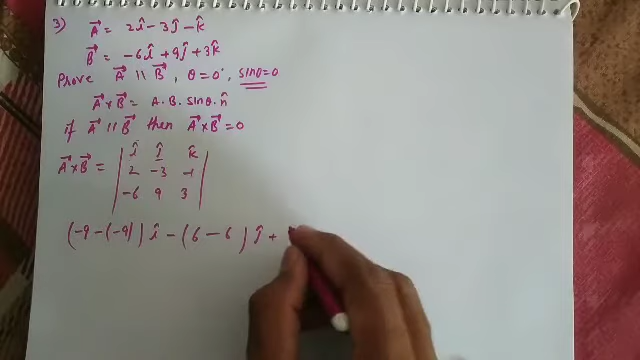 3) A⃗ = 2î - 3ĵ - k̂
B⃗ = -6î + 9ĵ + 3k̂
Prove A⃗ || B⃗, θ = 0°, sinθ = 0
A⃗ × B⃗ = A . B . sinθ . n̂
if A⃗ || B⃗ then A⃗ × B⃗ = 0
A⃗ × B⃗ = | î ĵ k̂ |
| 2 -3 -1 |
| -6 9 3 |
(-9 - (-9)) î - (6 - 6) ĵ +